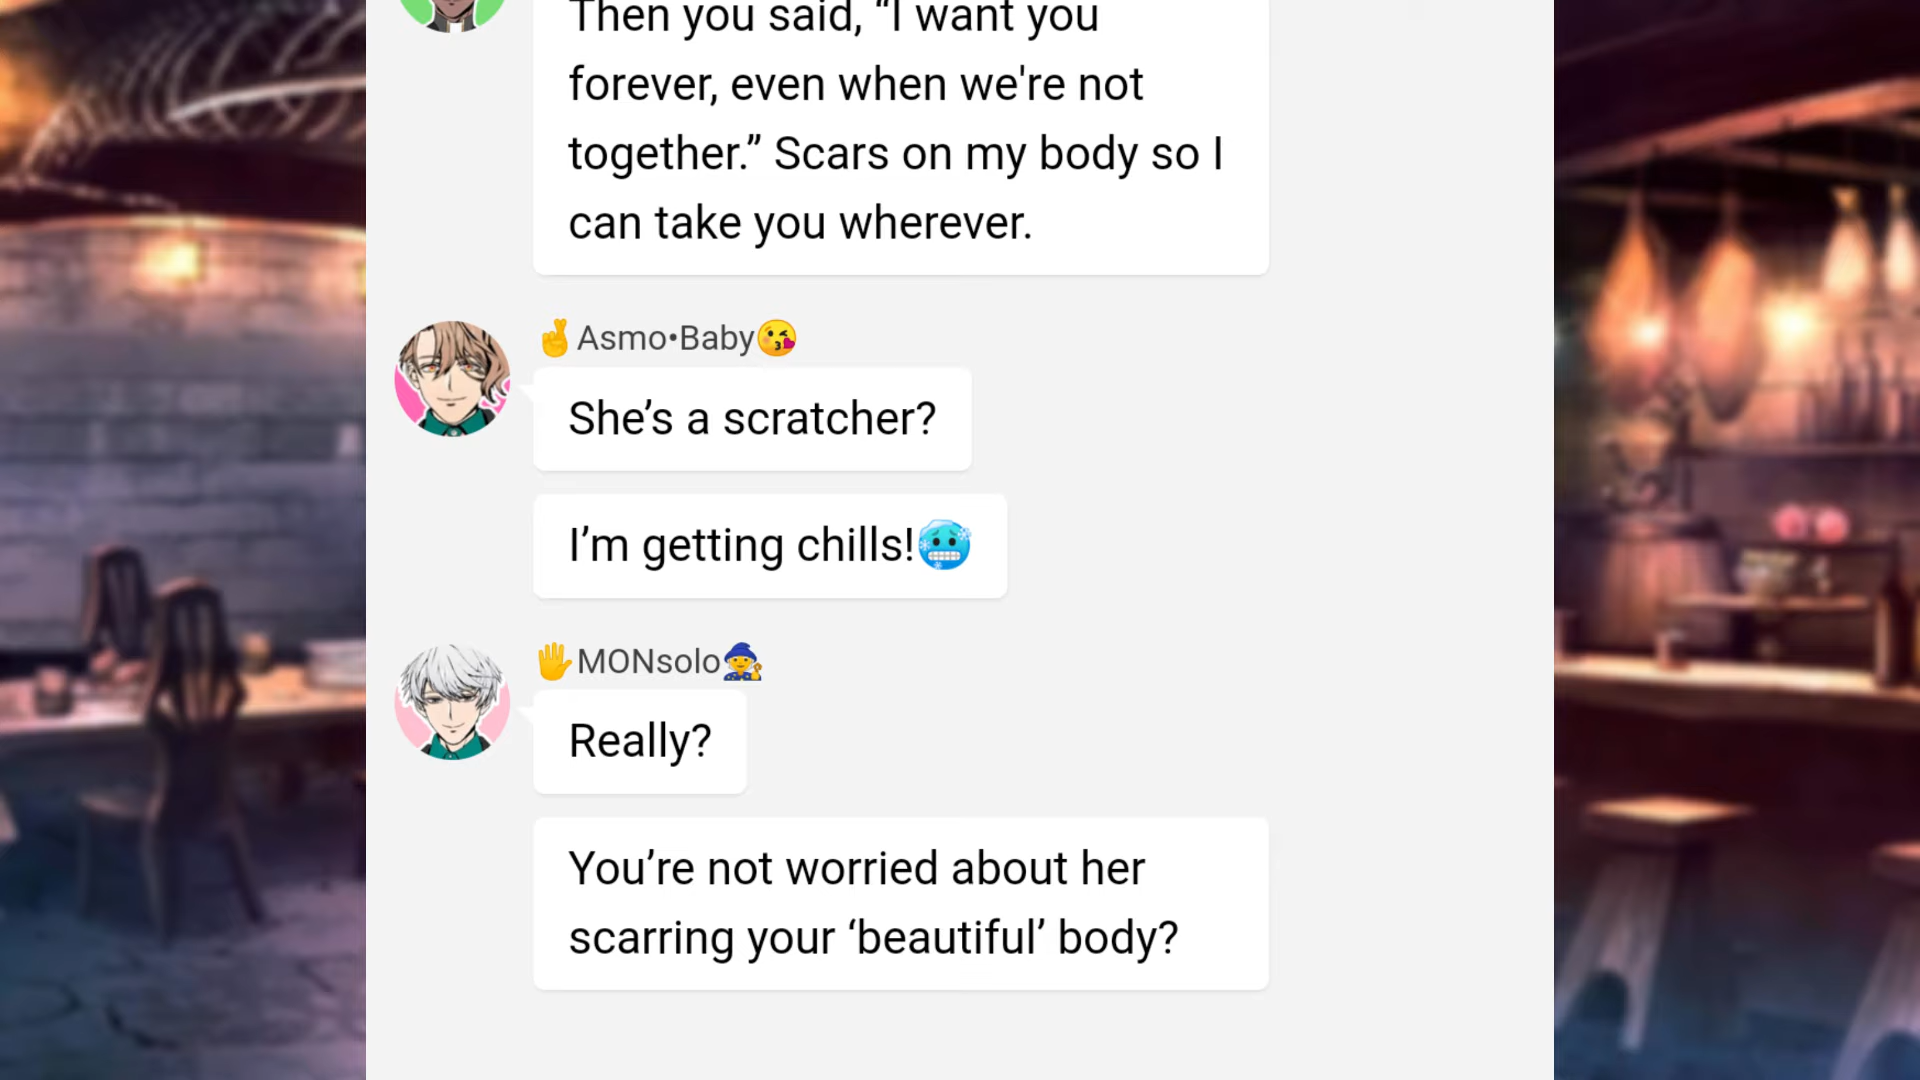 Then you said, “I want you
forever, even when we're not
together.” Scars on my body so I
can take you wherever.
🤞Asmo•Baby😘
She’s a scratcher?
I’m getting chills!🥶
🖐MONsolo🧙
Really?
You’re not worried about her
scarring your ‘beautiful’ body?